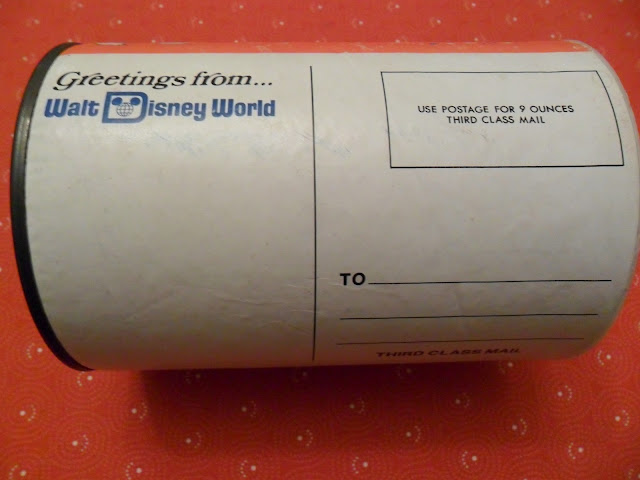 Greetings from...
Walt Disney World
USE POSTAGE FOR 9 OUNCES
THIRD CLASS MAIL
TO
THIRD CLASS MAIL